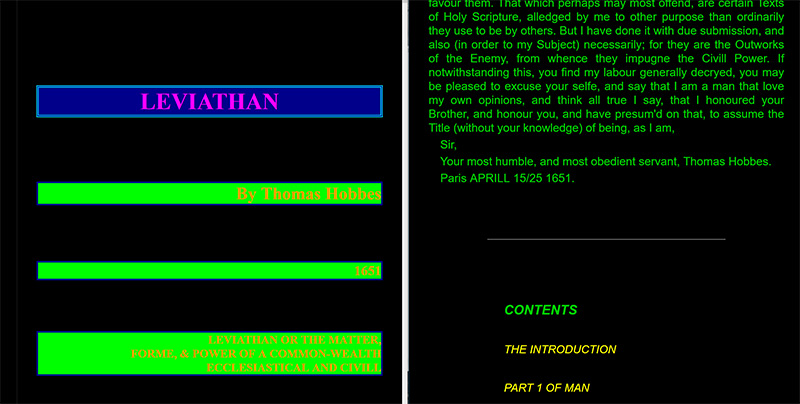 LEVIATHAN
By Thomas Hobbes
1651
LEVIATHAN OR THE MATTER,
FORME, & POWER OF A COMMON-WEALTH
ECCLESIASTICAL AND CIVILL
favour them. That which perhaps may most offend, are certain Texts
of Holy Scripture, alledged by me to other purpose than ordinarily
they use to be by others. But I have done it with due submission, and
also (in order to my Subject) necessarily; for they are the Outworks
of the Enemy, from whence they impugne the Civill Power. If
notwithstanding this, you find my labour generally decryed, you may
be pleased to excuse your selfe, and say that I am a man that love
my own opinions, and think all true I say, that I honoured your
Brother, and honour you, and have presum'd on that, to assume the
Title (without your knowledge) of being, as I am,
Sir,
Your most humble, and most obedient servant, Thomas Hobbes.
Paris APRILL 15/25 1651.
CONTENTS
THE INTRODUCTION
PART 1 OF MAN